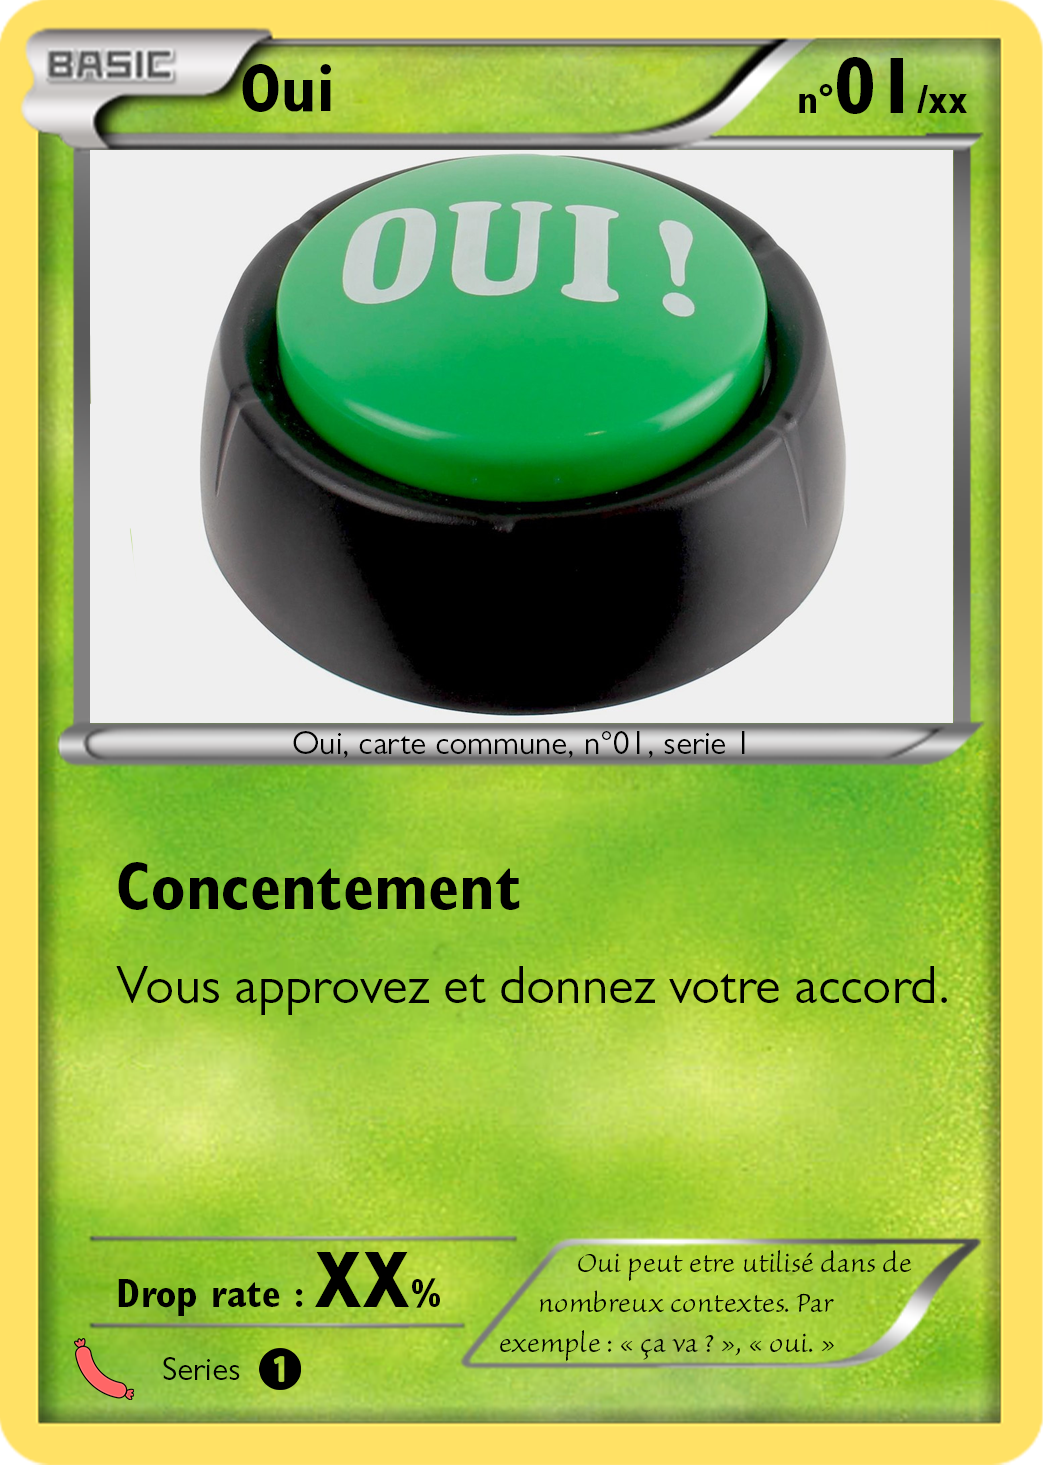 BASIC
Oui
n°01/xx
OUI !
Oui, carte commune, n°01, serie 1
Concentement
Vous approvez et donnez votre accord.
Drop rate : XX%
Oui peut etre utilisé dans de
nombreux contextes. Par
exemple : « ça va ? », « oui. »
Series 1